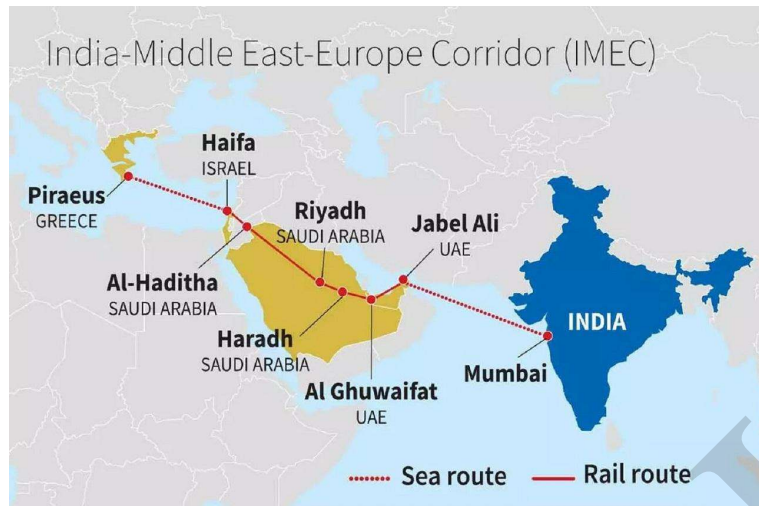 India-Middle East-Europe Corridor (IMEC)
Haifa
ISRAEL
Piraeus
GREECE
Riyadh
SAUDI ARABIA
Jabel Ali
UAE
Al-Haditha
SAUDI ARABIA
Haradh
SAUDI ARABIA
Al Ghuwaifat
UAE
Mumbai
INDIA
Sea route
Rail route